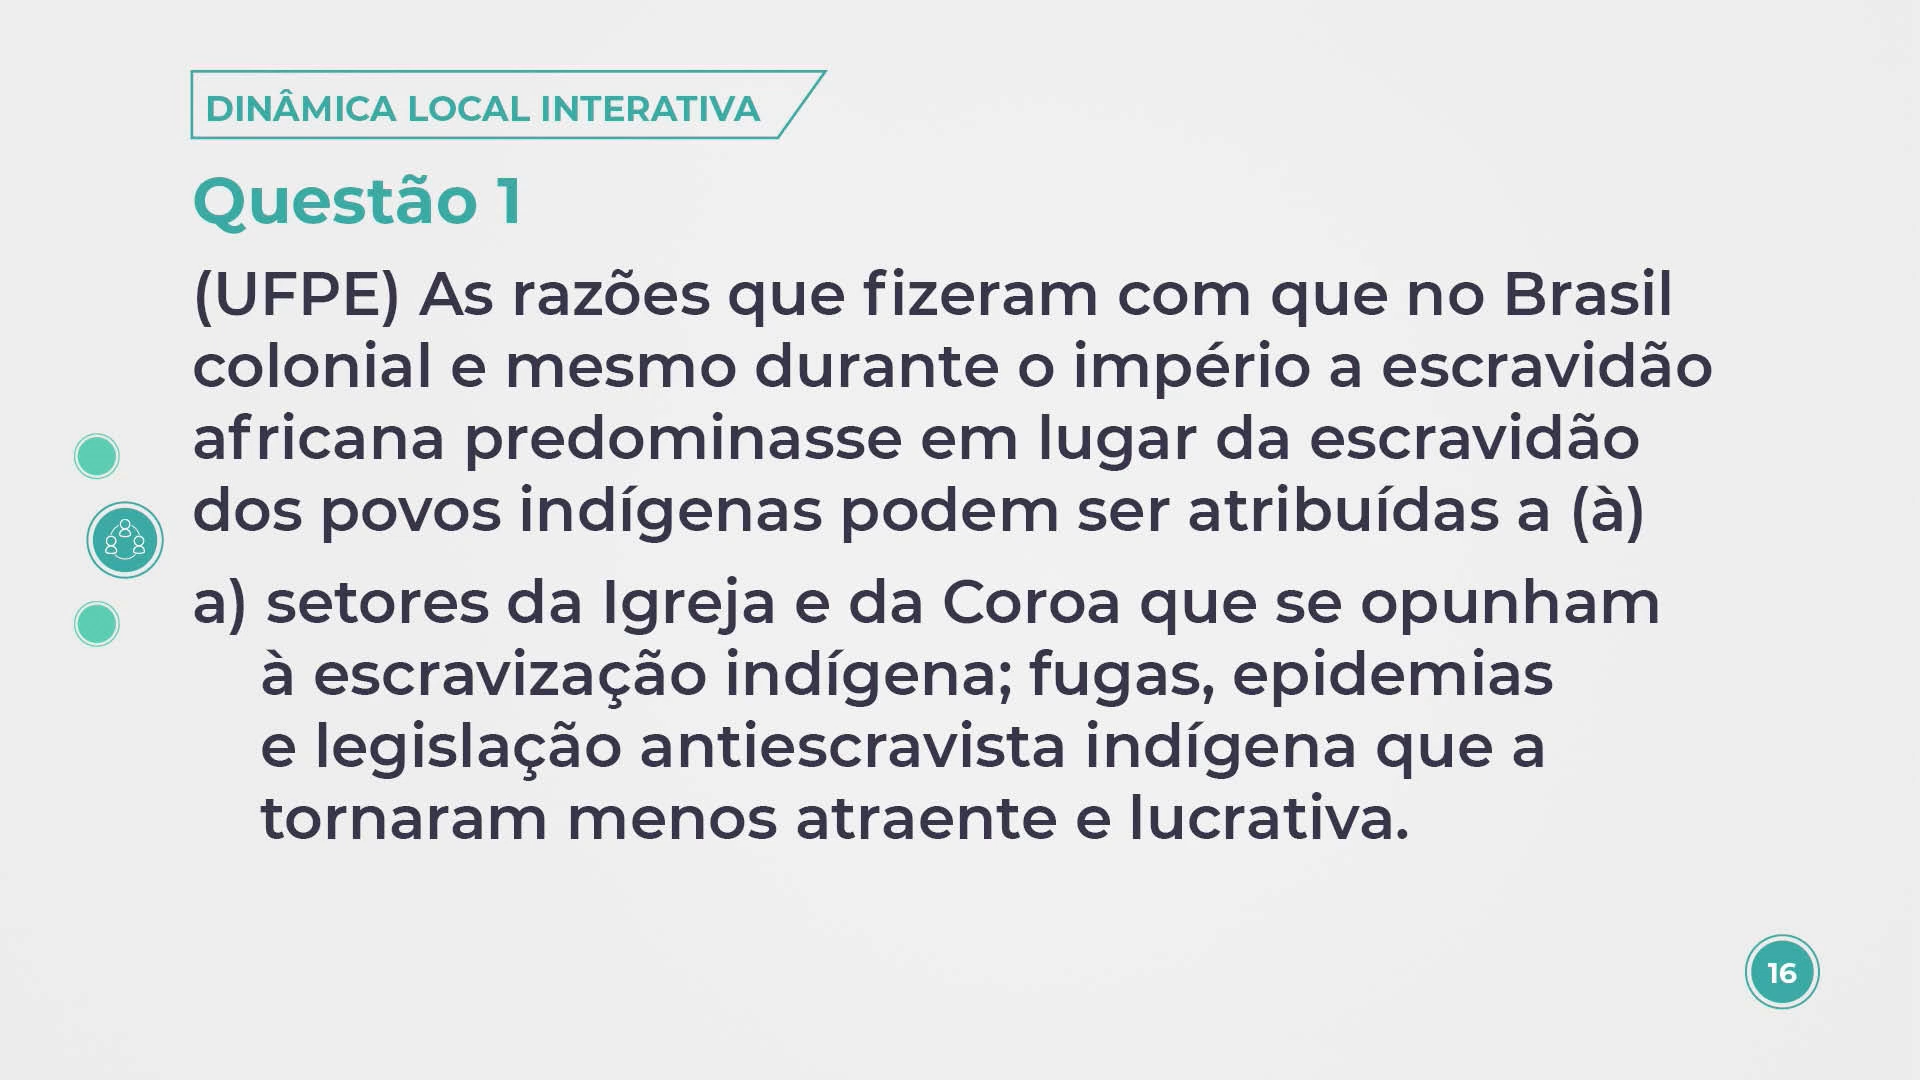 DINÂMICA LOCAL INTERATIVA
Questão 1
(UFPE) As razões que fizeram com que no Brasil
colonial e mesmo durante o império a escravidão
africana predominasse em lugar da escravidão
dos povos indígenas podem ser atribuídas a (à)
a) setores da Igreja e da Coroa que se opunham
à escravização indígena; fugas, epidemias
e legislação antiescravista indígena que a
tornaram menos atraente e lucrativa.
16